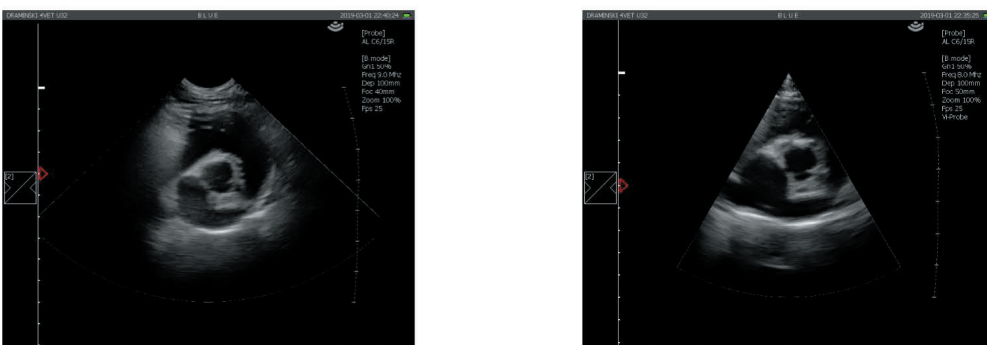 DRAMINSKI 4VET U32 BLUE 2019-03-01 22:40:24
[Probe]
AL C6/15R
[B mode]
Gn1 50%
Freq 9.0 Mhz
Dep 100mm
Foc 40mm
Zoom 100%
Fps 25
[2]
DRAMINSKI 4VET U32 BLUE 2019-03-01 22:35:25
[Probe]
AL C6/15R
[B mode]
Gn1 50%
Freq 8.0 Mhz
Dep 100mm
Foc 50mm
Zoom 100%
Fps 25
Vi-Probe
[2]